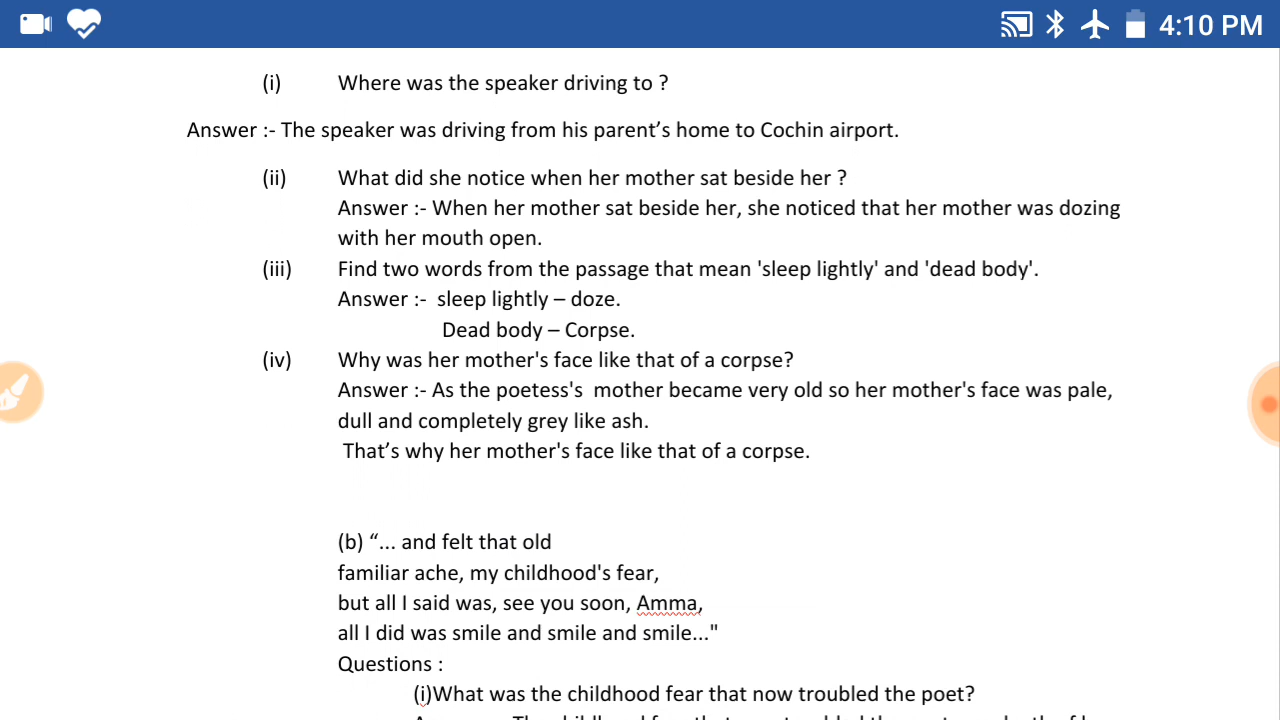 4:10 PM
(i) Where was the speaker driving to ?
Answer :- The speaker was driving from his parent’s home to Cochin airport.
(ii) What did she notice when her mother sat beside her ?
Answer :- When her mother sat beside her, she noticed that her mother was dozing
with her mouth open.
(iii) Find two words from the passage that mean 'sleep lightly' and 'dead body'.
Answer :- sleep lightly – doze.
Dead body – Corpse.
(iv) Why was her mother's face like that of a corpse?
Answer :- As the poetess's mother became very old so her mother's face was pale,
dull and completely grey like ash.
That’s why her mother's face like that of a corpse.
(b) “... and felt that old
familiar ache, my childhood's fear,
but all I said was, see you soon, Amma,
all I did was smile and smile and smile..."
Questions :
(i)What was the childhood fear that now troubled the poet?